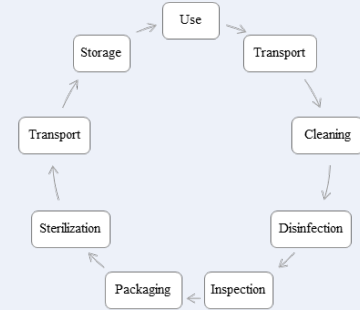 Use
Transport
Cleaning
Disinfection
Inspection
Packaging
Sterilization
Transport
Storage